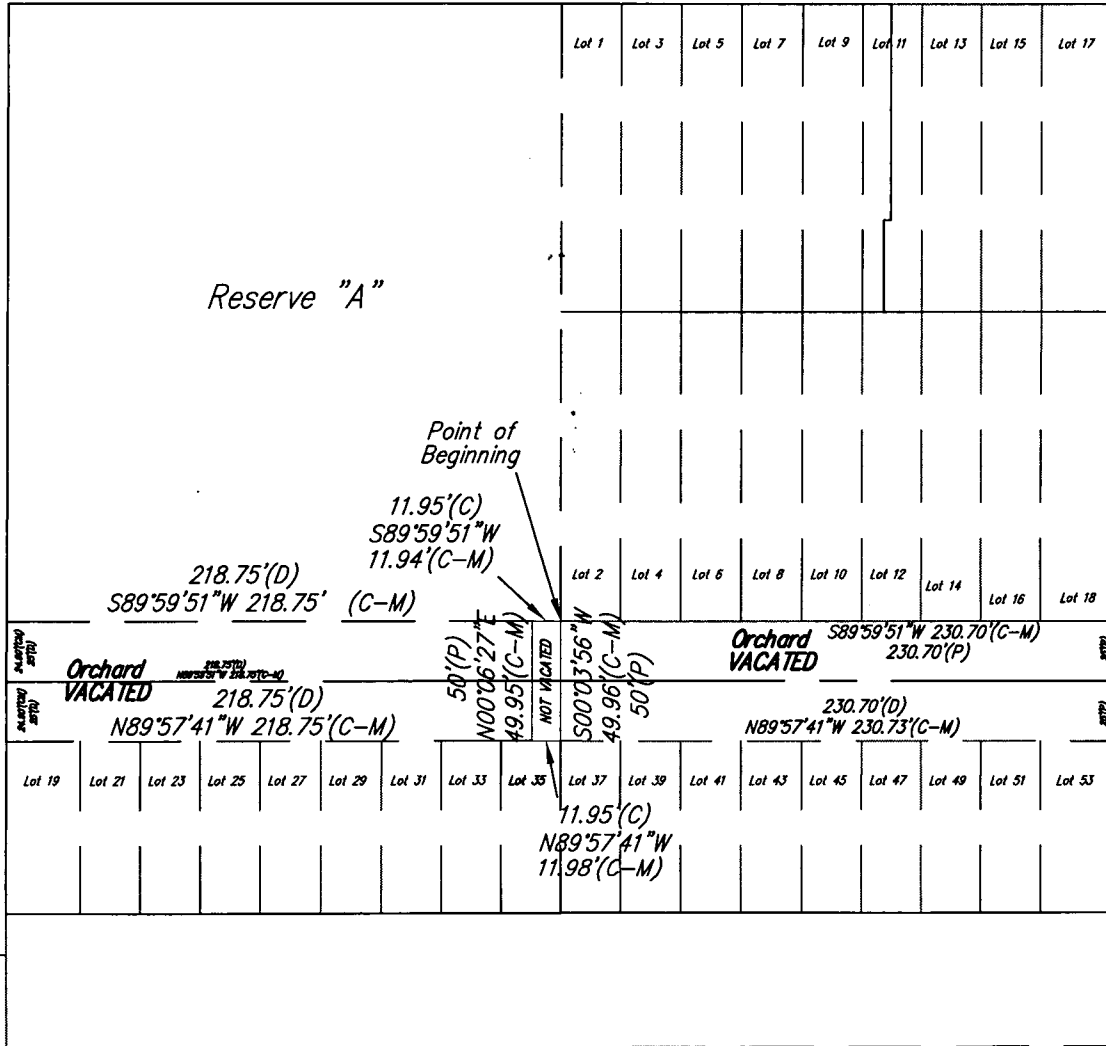 Lot 1 Lot 3 Lot 5 Lot 7 Lot 9 Lot 11 Lot 13 Lot 15 Lot 17
Reserve "A"
Point of
Beginning
11.95'(C)
S89°59'51"W
11.94'(C-M)
218.75'(D)
S89°59'51"W 218.75' (C-M)
Lot 2 Lot 4 Lot 6 Lot 8 Lot 10 Lot 12 Lot 14 Lot 16 Lot 18
Orchard
VACATED
218.75'(D)
N89°57'41"W 218.75'(C-M)
50'(P)
N00°06'27"E
49.95'(C-M)
NOT VACATED
S00°03'56"W
49.96'(C-M)
50'(P)
Orchard
VACATED
S89°59'51"W 230.70'(C-M)
230.70'(P)
230.70'(D)
N89°57'41"W 230.73'(C-M)
Lot 19 Lot 21 Lot 23 Lot 25 Lot 27 Lot 29 Lot 31 Lot 33 Lot 35 Lot 37 Lot 39 Lot 41 Lot 43 Lot 45 Lot 47 Lot 49 Lot 51 Lot 53
11.95'(C)
N89°57'41"W
11.98'(C-M)